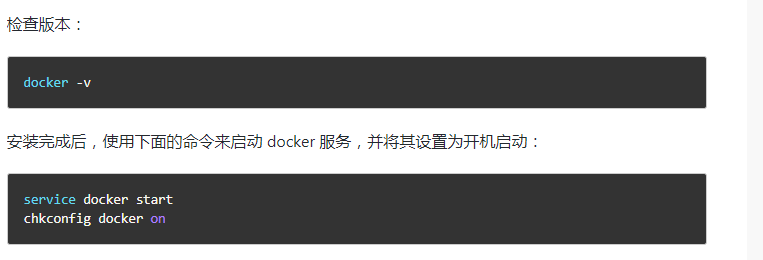 检查版本：
docker -v
安装完成后，使用下面的命令来启动 docker 服务，并将其设置为开机启动：
service docker start
chkconfig docker on